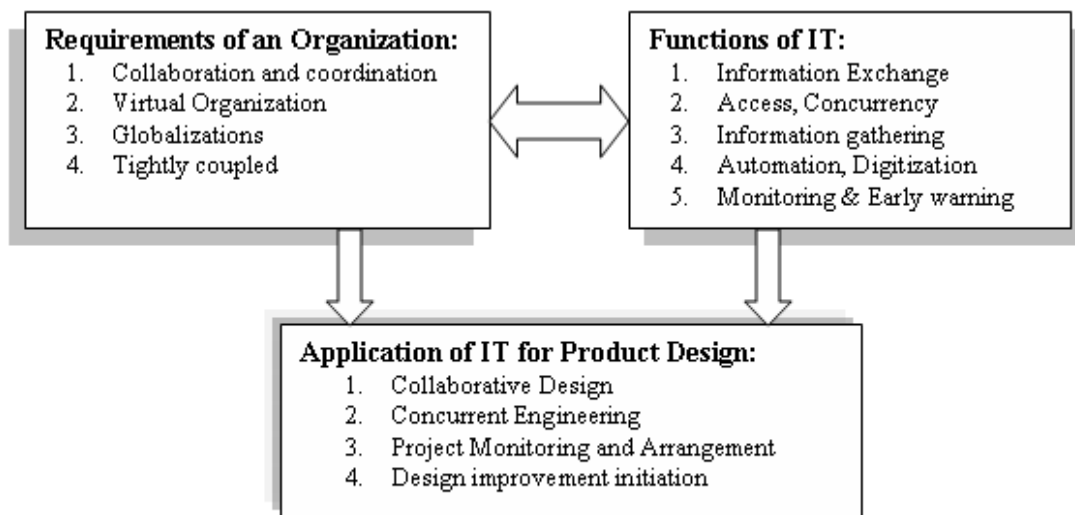 Requirements of an Organization:
1. Collaboration and coordination
2. Virtual Organization
3. Globalizations
4. Tightly coupled
Functions of IT:
1. Information Exchange
2. Access, Concurrency
3. Information gathering
4. Automation, Digitization
5. Monitoring & Early warning
Application of IT for Product Design:
1. Collaborative Design
2. Concurrent Engineering
3. Project Monitoring and Arrangement
4. Design improvement initiation